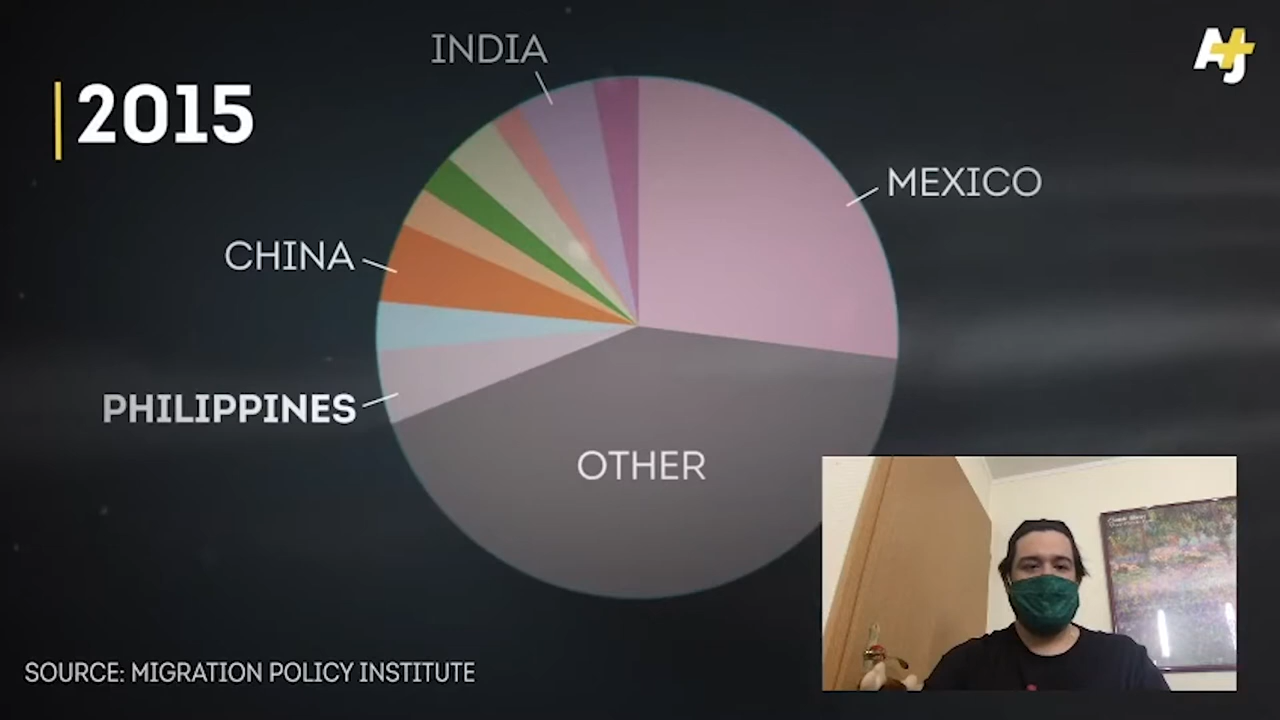 INDIA
2015
MEXICO
CHINA
PHILIPPINES
OTHER
SOURCE: MIGRATION POLICY INSTITUTE
AJ+